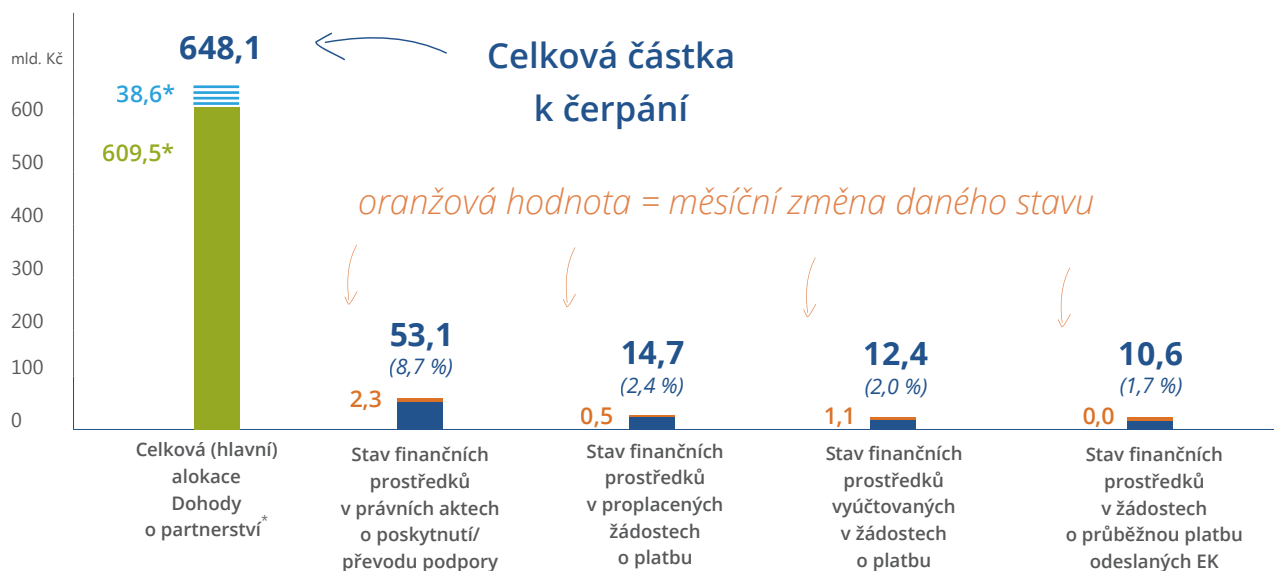 648,1
mld. Kč
Celková částka
k čerpání
38,6*
600
609,5*
500
oranžová hodnota = měsíční změna daného stavu
400
300
200
100
0
53,1
(8,7 %)
2,3
14,7
(2,4 %)
0,5
12,4
(2,0 %)
1,1
10,6
(1,7 %)
0,0
Celková (hlavní)
alokace
Dohody
o partnerství*
Stav finančních
prostředků
v právních aktech
o poskytnutí/
převodu podpory
Stav finančních
prostředků
v proplacených
žádostech
o platbu
Stav finančních
prostředků
vyúčtovaných
v žádostech
o platbu
Stav finančních
prostředků
v žádostech
o průběžnou platbu
odeslaných EK